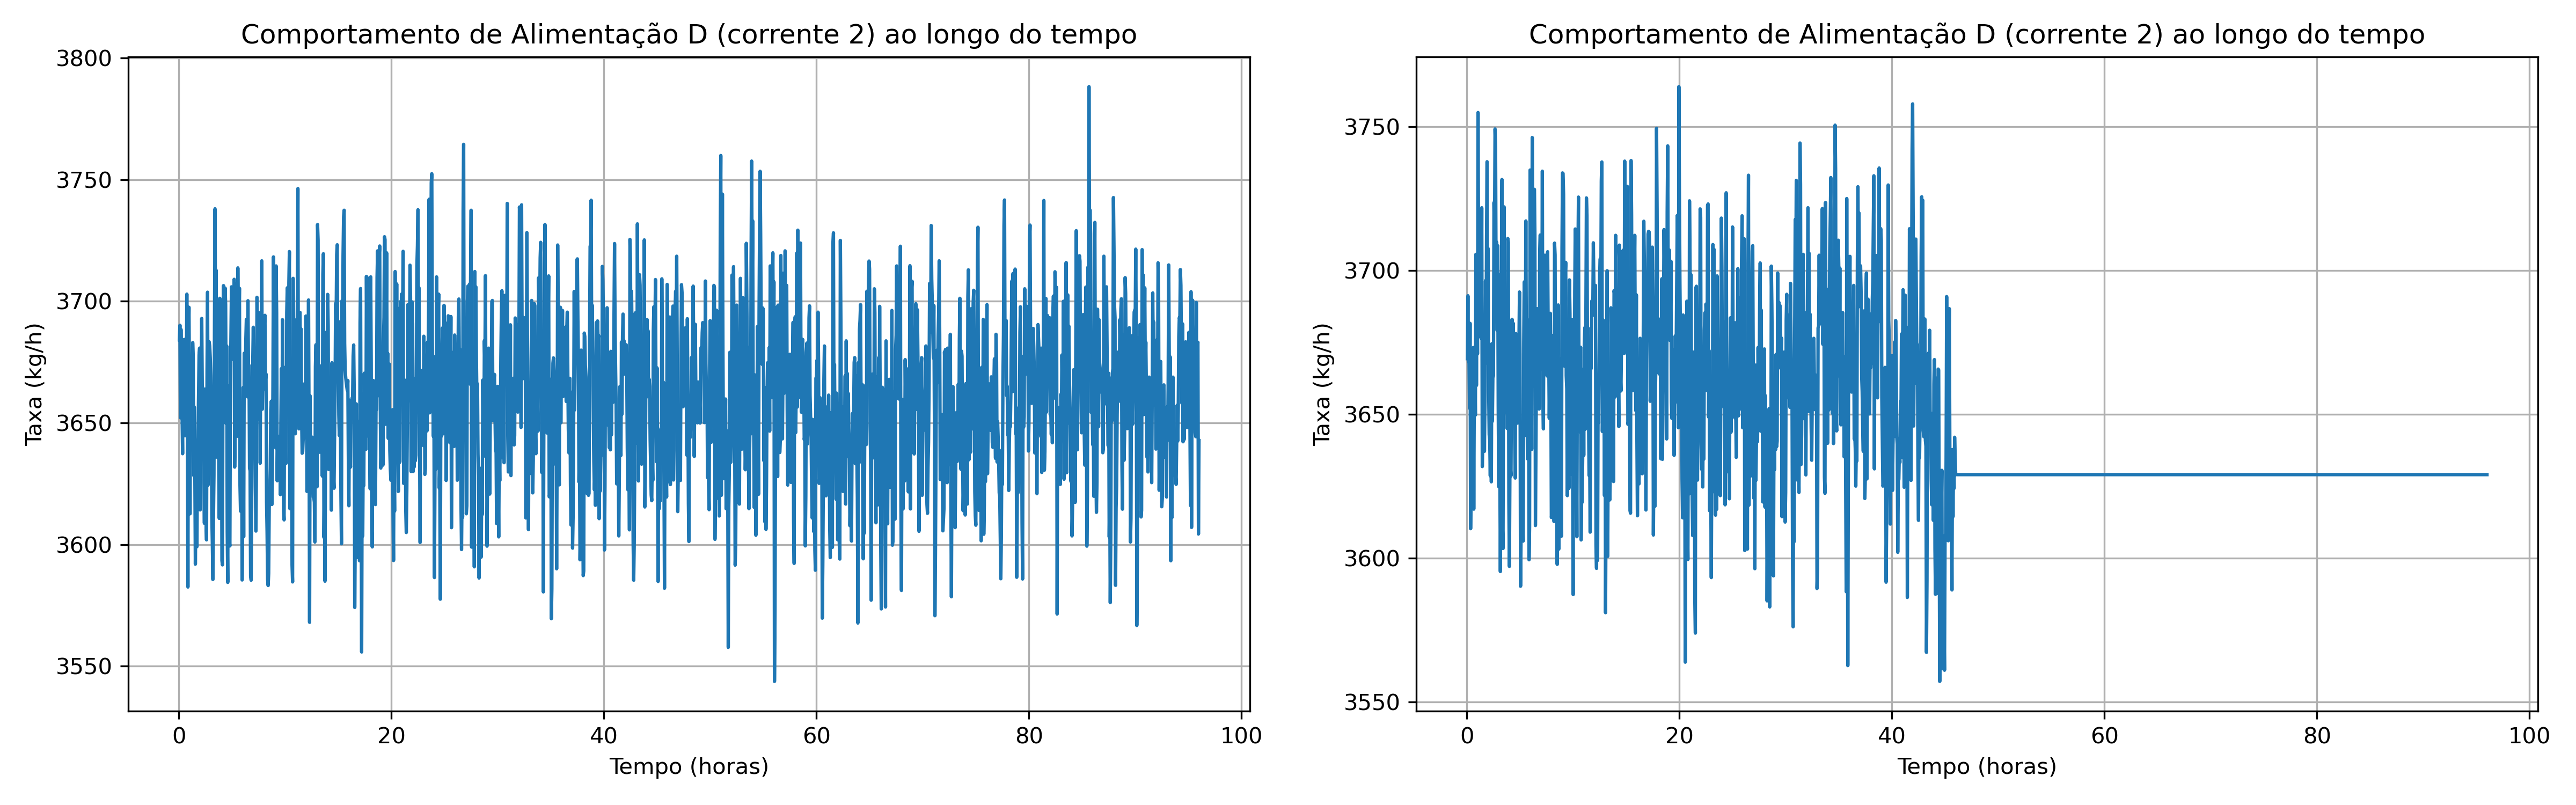 Comportamento de Alimentação D (corrente 2) ao longo do tempo
3800
3750
3700
3650
3600
3550
Taxa (kg/h)
0 20 40 60 80 100
Tempo (horas)
Comportamento de Alimentação D (corrente 2) ao longo do tempo
3750
3700
3650
3600
3550
Taxa (kg/h)
0 20 40 60 80 100
Tempo (horas)